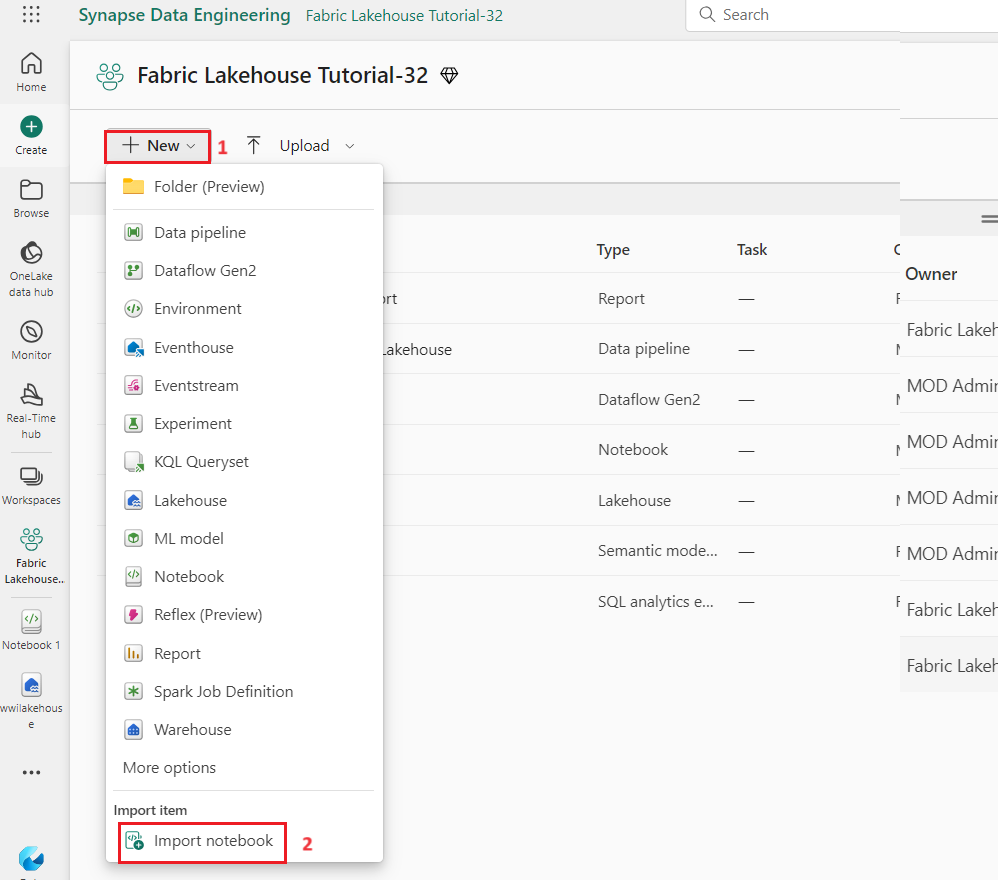 Synapse Data Engineering Fabric Lakehouse Tutorial-32 Search
Home
Create
Browse
OneLake
data hub
Monitor
Real-Time
hub
Workspaces
Fabric
Lakehouse...
Notebook 1
wwilakehous
e
Fabric Lakehouse Tutorial-32
New 1 Upload
Folder (Preview)
Data pipeline
Dataflow Gen2
Environment
Eventhouse
Eventstream
Experiment
KQL Queryset
Lakehouse
ML model
Notebook
Reflex (Preview)
Report
Spark Job Definition
Warehouse
More options
Import item
Import notebook 2
Type Task Owner
ort Report — Fabric Lakeh
Lakehouse Data pipeline — MOD Admin
Dataflow Gen2 — MOD Admin
Notebook — MOD Admin
Lakehouse — MOD Admin
Semantic mode... — Fabric Lakeh
SQL analytics e... — Fabric Lakeh